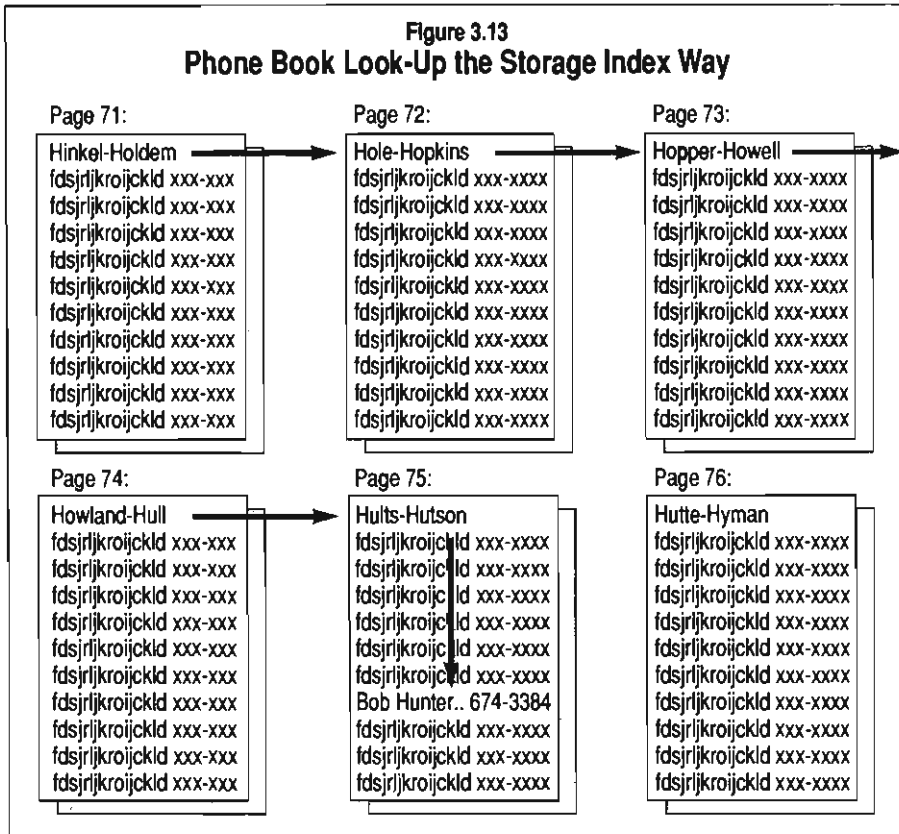 Figure 3.13
Phone Book Look-Up the Storage Index Way
Page 71:
Hinkel-Holdem
fdsjrljkroijckld xxx-xxx
fdsjrljkroijckld xxx-xxx
fdsjrljkroijckld xxx-xxx
fdsjrljkroijckld xxx-xxx
fdsjrljkroijckld xxx-xxx
fdsjrljkroijckld xxx-xxx
fdsjrljkroijckld xxx-xxx
fdsjrljkroijckld xxx-xxx
fdsjrljkroijckld xxx-xxx
fdsjrljkroijckld xxx-xxx
Page 72:
Hole-Hopkins
fdsjrljkroijckld xxx-xxxx
fdsjrljkroijckld xxx-xxxx
fdsjrljkroijckld xxx-xxxx
fdsjrljkroijckld xxx-xxxx
fdsjrljkroijckld xxx-xxxx
fdsjrljkroijckld xxx-xxxx
fdsjrljkroijckld xxx-xxxx
fdsjrljkroijckld xxx-xxxx
fdsjrljkroijckld xxx-xxxx
fdsjrljkroijckld xxx-xxxx
Page 73:
Hopper-Howell
fdsjrljkroijckld xxx-xxxx
fdsjrljkroijckld xxx-xxxx
fdsjrljkroijckld xxx-xxxx
fdsjrljkroijckld xxx-xxxx
fdsjrljkroijckld xxx-xxxx
fdsjrljkroijckld xxx-xxxx
fdsjrljkroijckld xxx-xxxx
fdsjrljkroijckld xxx-xxxx
fdsjrljkroijckld xxx-xxxx
fdsjrljkroijckld xxx-xxxx
Page 74:
Howland-Hull
fdsjrljkroijckld xxx-xxx
fdsjrljkroijckld xxx-xxx
fdsjrljkroijckld xxx-xxx
fdsjrljkroijckld xxx-xxx
fdsjrljkroijckld xxx-xxx
fdsjrljkroijckld xxx-xxx
fdsjrljkroijckld xxx-xxx
fdsjrljkroijckld xxx-xxx
fdsjrljkroijckld xxx-xxx
fdsjrljkroijckld xxx-xxx
Page 75:
Hults-Hutson
fdsjrljkroijckld xxx-xxxx
fdsjrljkroijckld xxx-xxxx
fdsjrljkroijckld xxx-xxxx
fdsjrljkroijckld xxx-xxxx
fdsjrljkroijckld xxx-xxxx
fdsjrljkroijckld xxx-xxxx
Bob Hunter.. 674-3384
fdsjrljkroijckld xxx-xxxx
fdsjrljkroijckld xxx-xxxx
fdsjrljkroijckld xxx-xxxx
Page 76:
Hutte-Hyman
fdsjrljkroijckld xxx-xxxx
fdsjrljkroijckld xxx-xxxx
fdsjrljkroijckld xxx-xxxx
fdsjrljkroijckld xxx-xxxx
fdsjrljkroijckld xxx-xxxx
fdsjrljkroijckld xxx-xxxx
fdsjrljkroijckld xxx-xxxx
fdsjrljkroijckld xxx-xxxx
fdsjrljkroijckld xxx-xxxx
fdsjrljkroijckld xxx-xxxx